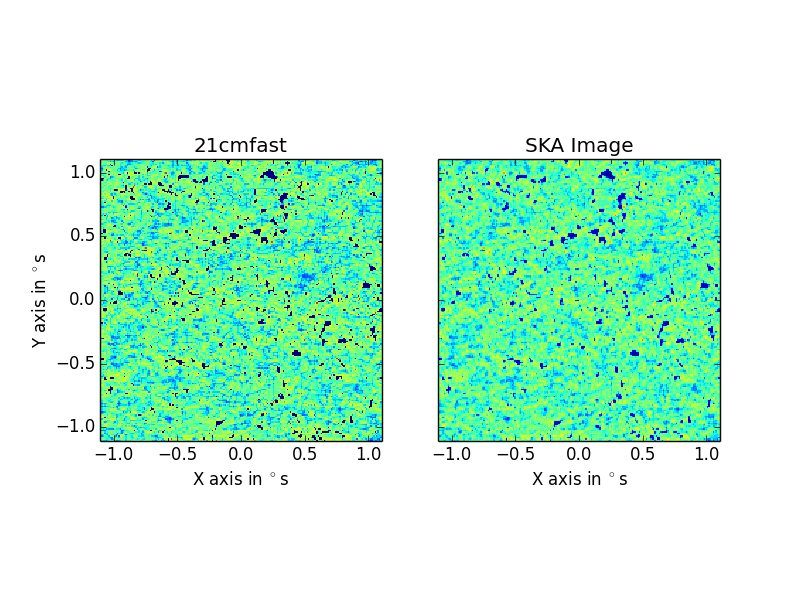 21cmfast
SKA Image
1.0
0.5
0.0
−0.5
−1.0
Y axis in °s
−1.0 −0.5 0.0 0.5 1.0
−1.0 −0.5 0.0 0.5 1.0
X axis in °s
X axis in °s